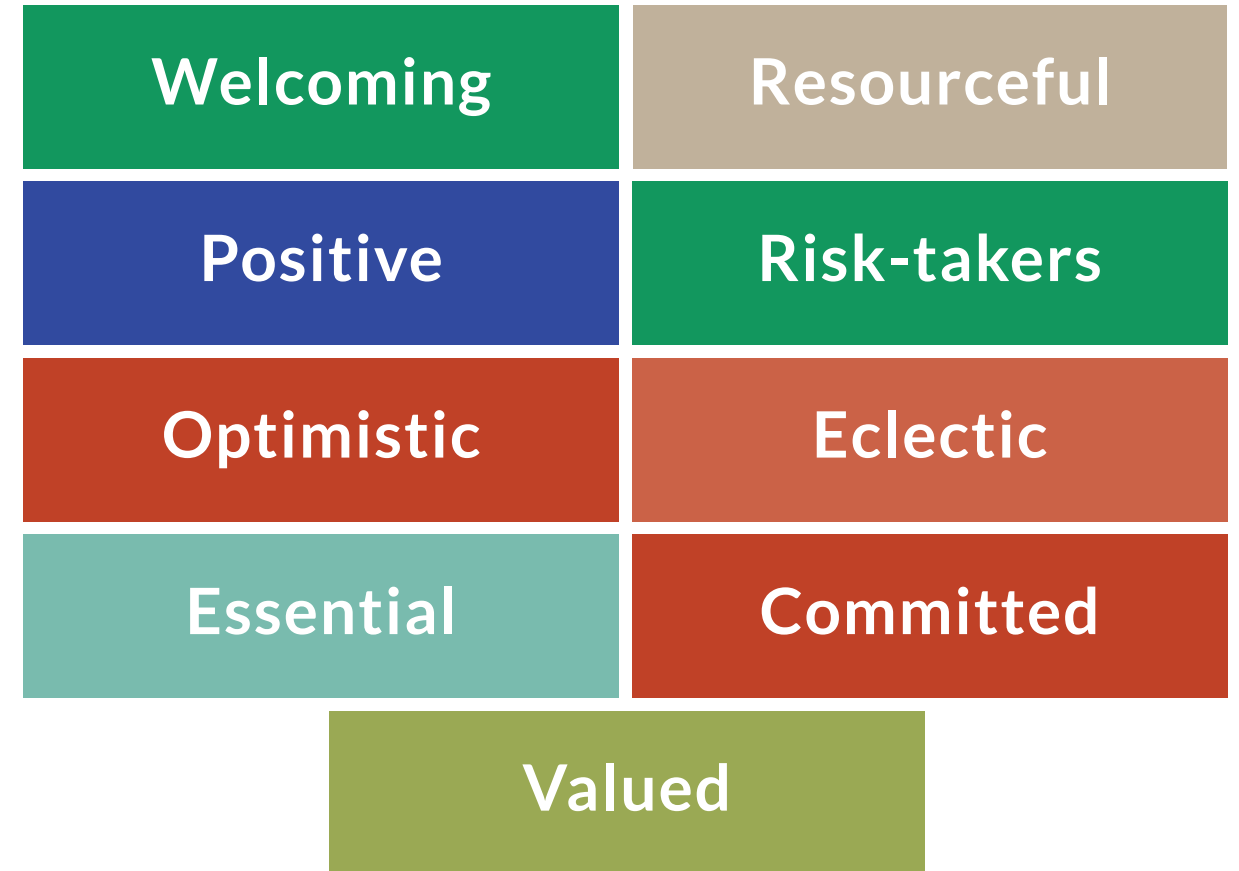 Welcoming
Resourceful
Positive
Risk-takers
Optimistic
Eclectic
Essential
Committed
Valued